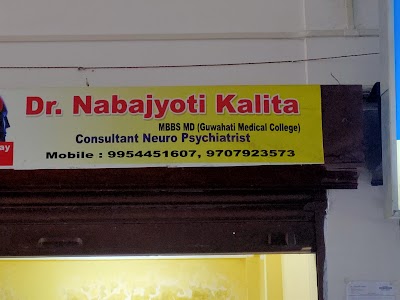 Dr. Nabajyoti Kalita
MBBS MD (Guwahati Medical College)
Consultant Neuro Psychiatrist
Mobile : 9954451607, 9707923573